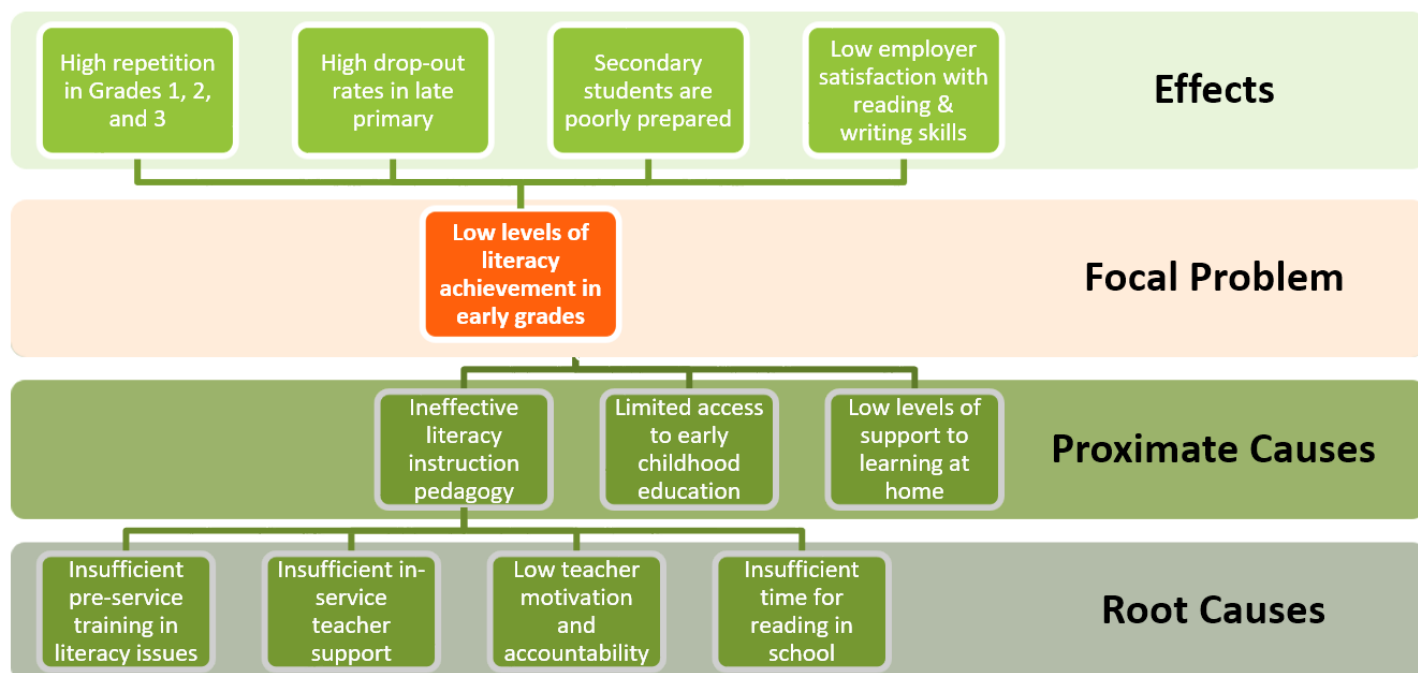 High repetition
in Grades 1, 2,
and 3
High drop-out
rates in late
primary
Secondary
students are
poorly prepared
Low employer
satisfaction with
reading &
writing skills
Effects
Low levels of
literacy
achievement in
early grades
Focal Problem
Ineffective
literacy
instruction
pedagogy
Limited access
to early
childhood
education
Low levels of
support to
learning at
home
Proximate Causes
Insufficient
pre-service
training in
literacy issues
Insufficient in-
service
teacher
support
Low teacher
motivation
and
accountability
Insufficient
time for
reading in
school
Root Causes